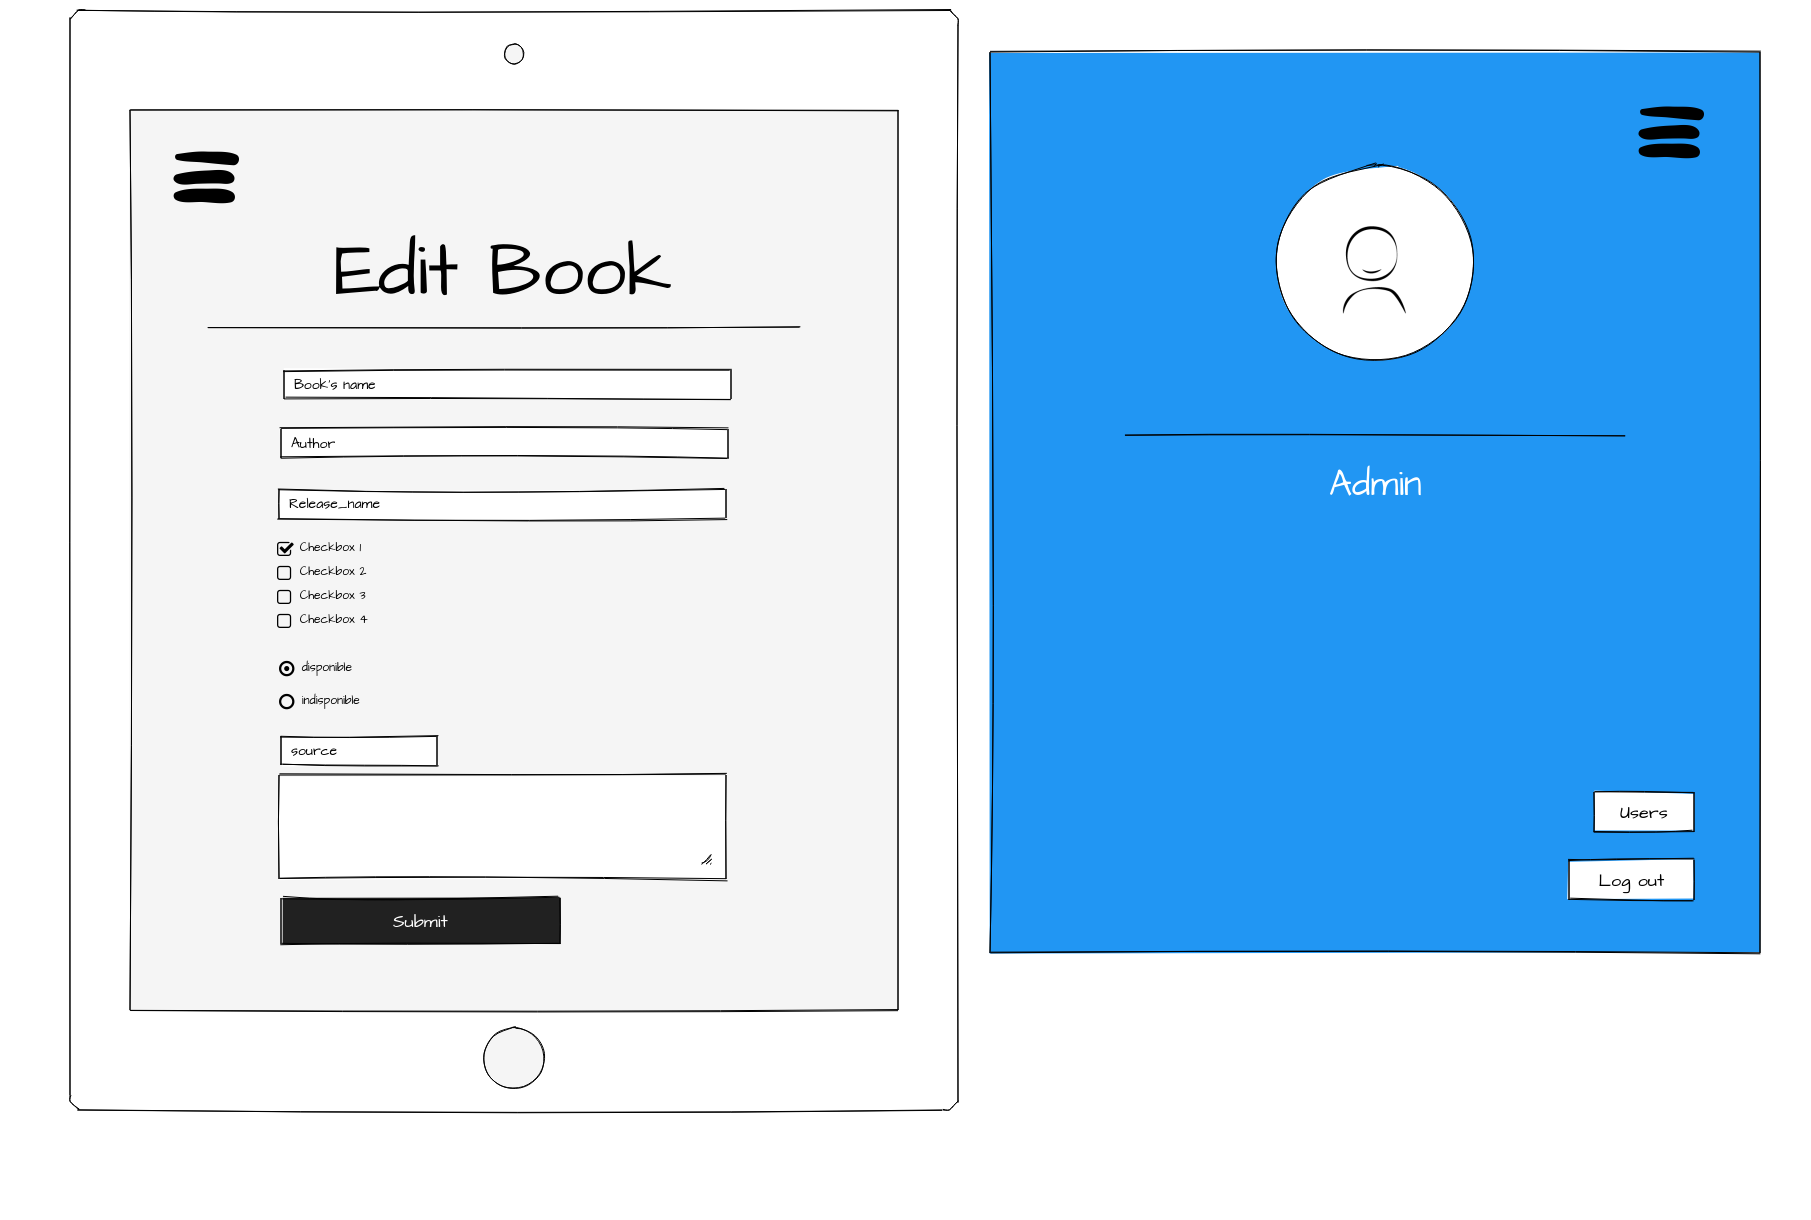 Edit Book
Book's name
Author
Release_name
Checkbox 1
Checkbox 2
Checkbox 3
Checkbox 4
disponible
indisponible
source
Submit
Admin
Users
Log out